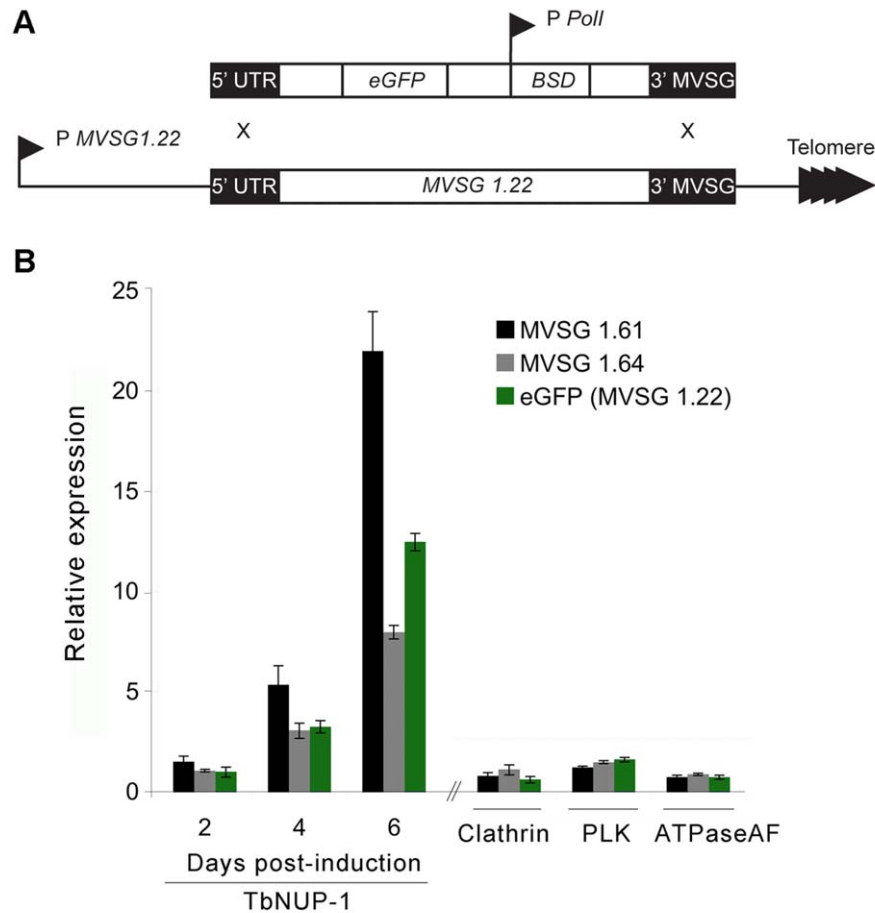 A
P PolI
5' UTR eGFP BSD 3' MVSG
X X
P MVSG1.22
Telomere
5' UTR MVSG 1.22 3' MVSG
B
25
20
15
10
5
0
Relative expression
MVSG 1.61
MVSG 1.64
eGFP (MVSG 1.22)
2 4 6
Days post-induction
TbNUP-1
Clathrin PLK ATPaseAF